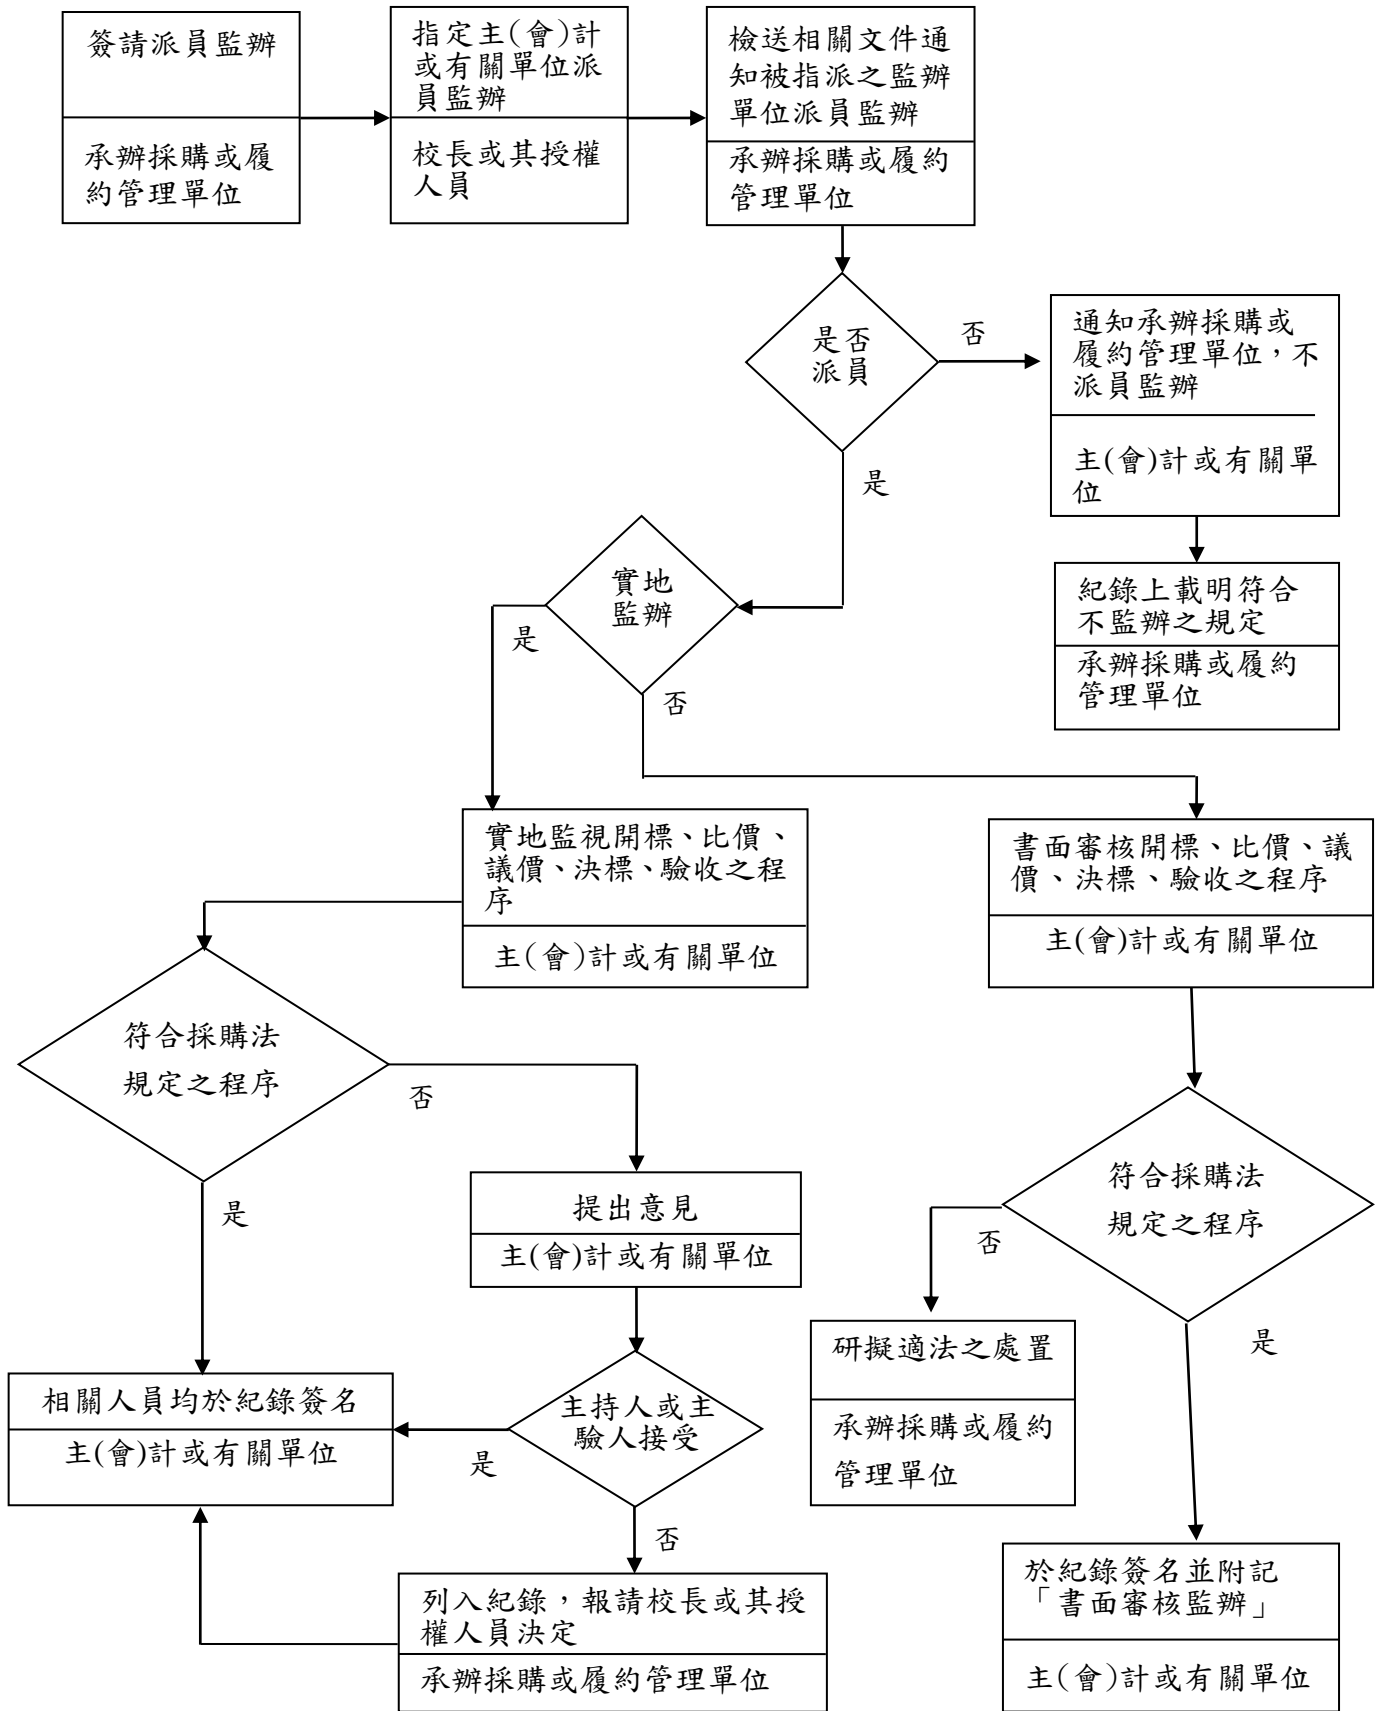 簽請派員監辦
承辦採購或履
約管理單位
指定主(會)計
或有關單位派
員監辦
校長或其授權
人員
檢送相關文件通
知被指派之監辦
單位派員監辦
承辦採購或履約
管理單位
是否
派員
否
是
通知承辦採購或
履約管理單位，不
派員監辦
主(會)計或有關單
位
紀錄上載明符合
不監辦之規定
承辦採購或履約
管理單位
實地
監辦
是
否
實地監視開標、比價、
議價、決標、驗收之程
序
主(會)計或有關單位
書面審核開標、比價、議
價、決標、驗收之程序
主(會)計或有關單位
符合採購法
規定之程序
否
是
提出意見
主(會)計或有關單位
符合採購法
規定之程序
否
是
研擬適法之處置
承辦採購或履約
管理單位
相關人員均於紀錄簽名
主(會)計或有關單位
主持人或主
驗人接受
是
否
列入紀錄，報請校長或其授
權人員決定
承辦採購或履約管理單位
於紀錄簽名並附記
「書面審核監辦」
主(會)計或有關單位